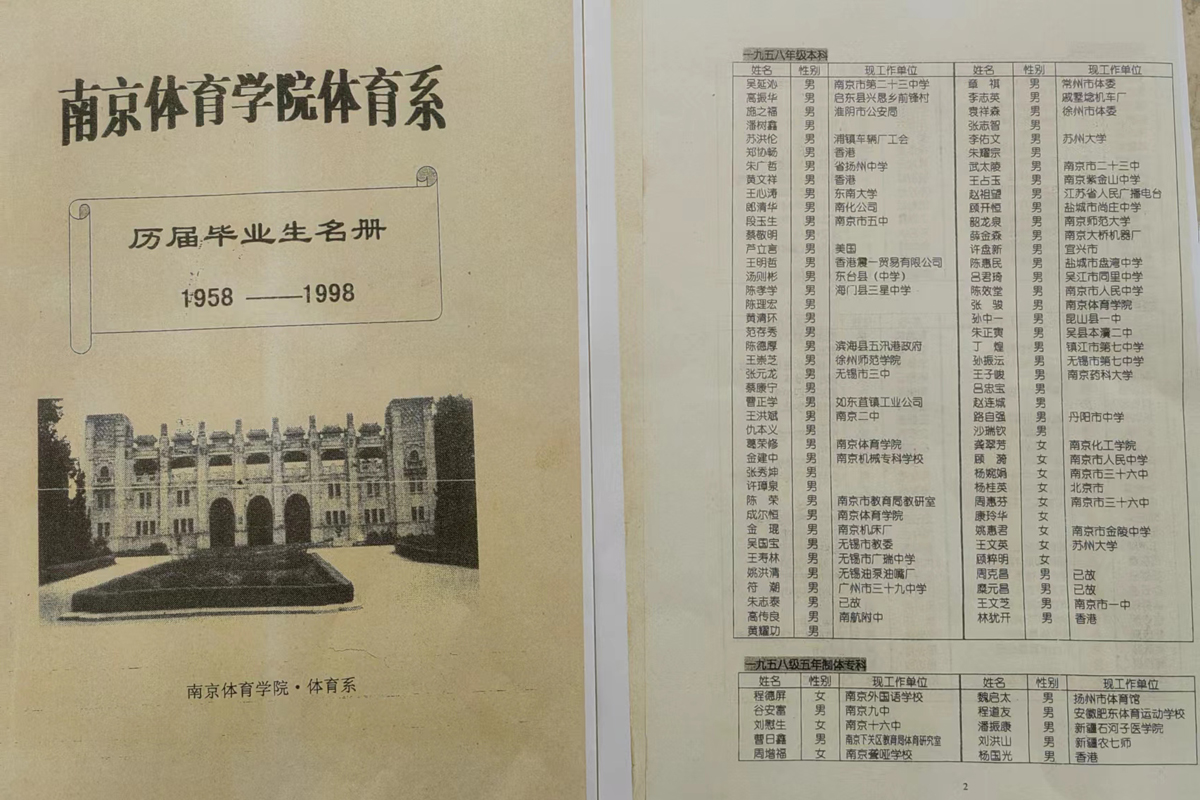 南京体育学院体育系
历届毕业生名册
1958——1998
南京体育学院·体育系
一九五八年级本科
姓名 性别 现工作单位 姓名 性别 现工作单位
吴延沁 男 南京市第二十三中学 章祺 男 常州市体委
高振华 男 启东县兴垦乡前锋村 李志英 男 戚墅堰机车厂
施之福 男 淮阴市公安局 袁祥森 男 徐州市体委
潘树鑫 男 张志智 男
苏洪伦 男 浦镇车辆厂工会 李佑文 男 苏州大学
郑协畅 男 香港 朱耀宗 男
朱广哲 男 省扬州中学 武太陵 男 南京市二十三中
黄文祥 男 香港 王占玉 男 南京紫金山中学
王心涛 男 东南大学 赵祖望 男 江苏省人民广播电台
郎清华 男 南化公司 顾开恒 男 盐城市尚庄中学
段玉生 男 南京市五中 韶龙泉 男 南京师范大学
蔡敬明 男 薛金森 男 南京大桥机器厂
芦立言 男 美国 许盘新 男 宜兴市
王明哲 男 香港震一贸易有限公司 陈惠民 男 盐城市盘湾中学
汤则彬 男 东台县（中学） 吕君琦 男 吴江市同里中学
陈孝学 男 海门县三星中学 陈效堂 男 南京市人民中学
陈理宏 男 张骏 男 南京体育学院
黄清环 男 孙中一 男 昆山县一中
范存秀 男 朱正寅 男 吴县木渎二中
陈德厚 男 滨海县五汛港政府 丁煌 男 镇江市第七中学
王崇芝 男 徐州师范学院 孙振沄 男 无锡市第七中学
张元龙 男 无锡市三中 王子峻 男 南京药科大学
蔡康宁 男 吕忠宝 男
曹正学 男 如东苴镇工业公司 赵连城 男
王洪斌 男 南京二中 路自强 男 丹阳市中学
仇本义 男 沙瑞钦 男
葛荣修 男 南京体育学院 龚翠芳 女 南京化工学院
金建中 男 南京机械专科学校 顾漪 女 南京市人民中学
张秀坤 男 杨婉娟 女 南京市三十六中
许璋泉 男 杨桂英 女 北京市
陈荣 男 南京市教育局教研室 周惠芬 女 南京市三十六中
成尔恒 男 南京体育学院 康玲华 女
金琨 男 南京机床厂 姚惠君 女 南京市金陵中学
吴国宝 男 无锡市教委 王文英 女 苏州大学
王寿林 男 无锡市广瑞中学 顾粹明 女
姚洪清 男 无锡油泵油嘴厂 周克昌 男 已故
符潮 男 广州市三十九中学 糜元昌 男 已故
朱志泰 男 已故 王文芝 男 南京市一中
高传良 男 南航附中 林犹开 男 香港
黄耀功 男
一九五八级五年制体专科
姓名 性别 现工作单位 姓名 性别 现工作单位
程德屏 女 南京外国语学校 魏启太 男 扬州市体育馆
谷安富 男 南京九中 程道友 男 安徽肥东体育运动学校
刘慰生 女 南京十六中 潘振康 男 新疆石河子医学院
曹日鑫 男 南京下关区教育局体育研究室 刘洪山 男 新疆农七师
周增福 女 南京聋哑学校 杨国光 男 香港
2